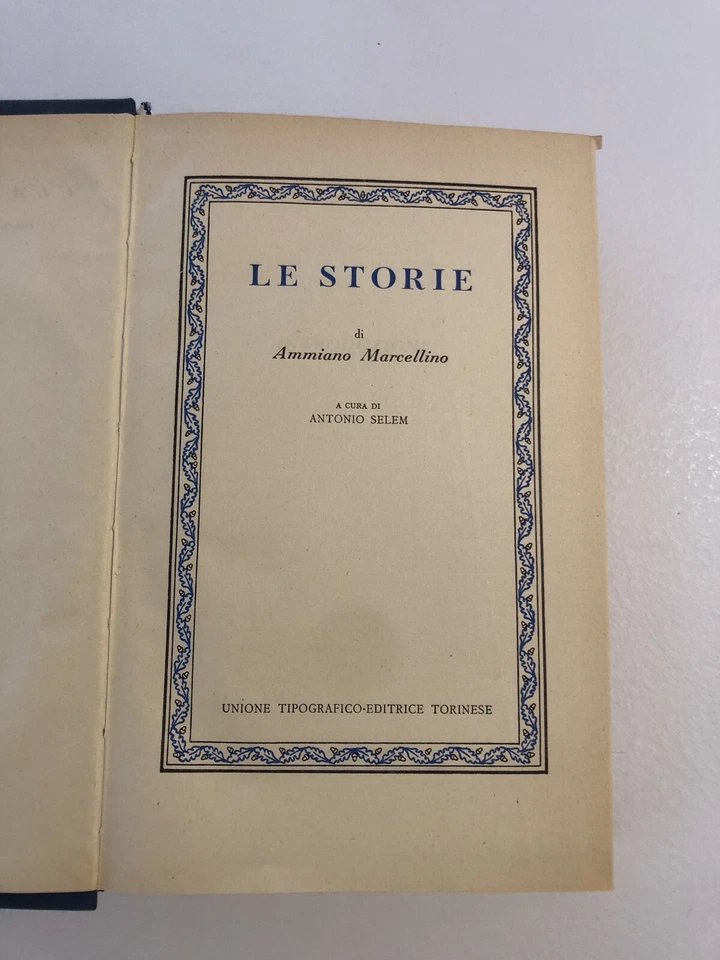 LE STORIE
di
Ammiano Marcellino
A CURA DI
ANTONIO SELEM
UNIONE TIPOGRAFICO-EDITRICE TORINESE